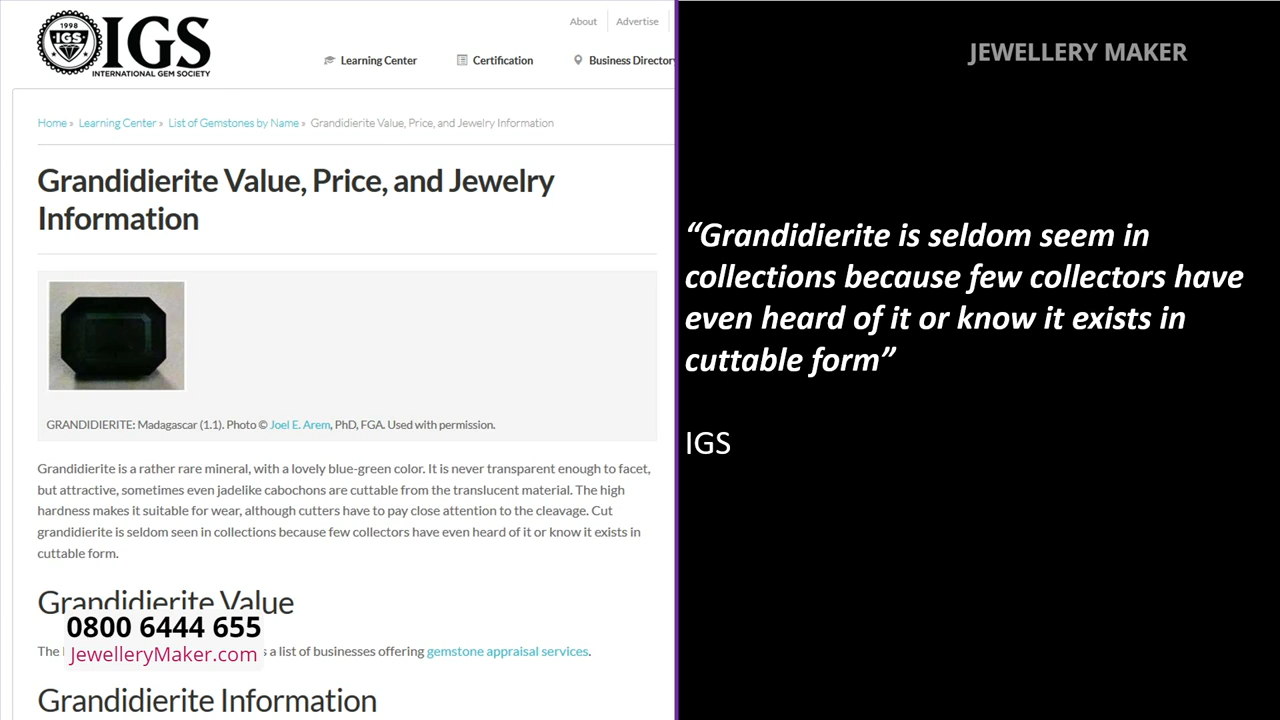 1998
IGS
IGS
INTERNATIONAL GEM SOCIETY
About
Advertise
Learning Center
Certification
Business Directory
Home » Learning Center » List of Gemstones by Name » Grandidierite Value, Price, and Jewelry Information
Grandidierite Value, Price, and Jewelry
Information
GRANDIDIERITE: Madagascar (1.1). Photo © Joel E. Arem, PhD, FGA. Used with permission.
Grandidierite is a rather rare mineral, with a lovely blue-green color. It is never transparent enough to facet,
but attractive, sometimes even jadelike cabochons are cuttable from the translucent material. The high
hardness makes it suitable for wear, although cutters have to pay close attention to the cleavage. Cut
grandidierite is seldom seen in collections because few collectors have even heard of it or know it exists in
cuttable form.
Grandidierite Value
0800 6444 655
JewelleryMaker.com
The
s a list of businesses offering gemstone appraisal services.
Grandidierite Information
JEWELLERY MAKER
“Grandidierite is seldom seem in
collections because few collectors have
even heard of it or know it exists in
cuttable form”
IGS